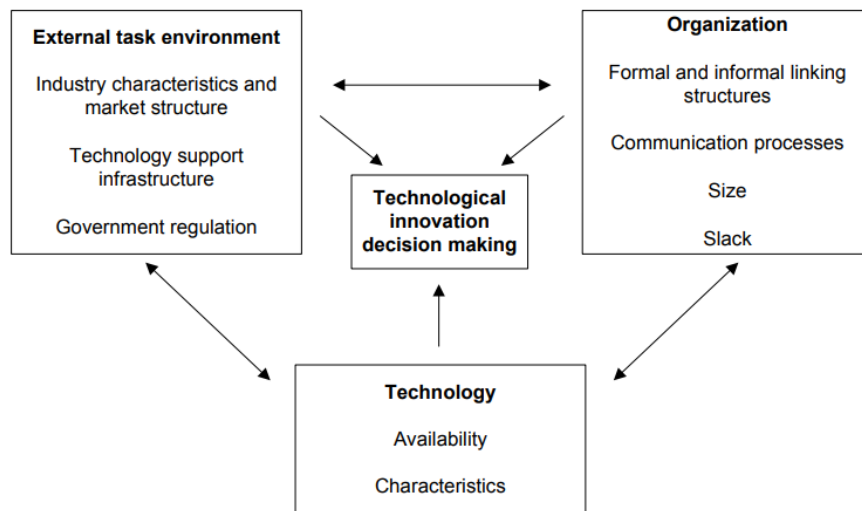 External task environment
Industry characteristics and
market structure
Technology support
infrastructure
Government regulation
Organization
Formal and informal linking
structures
Communication processes
Size
Slack
Technological
innovation
decision making
Technology
Availability
Characteristics